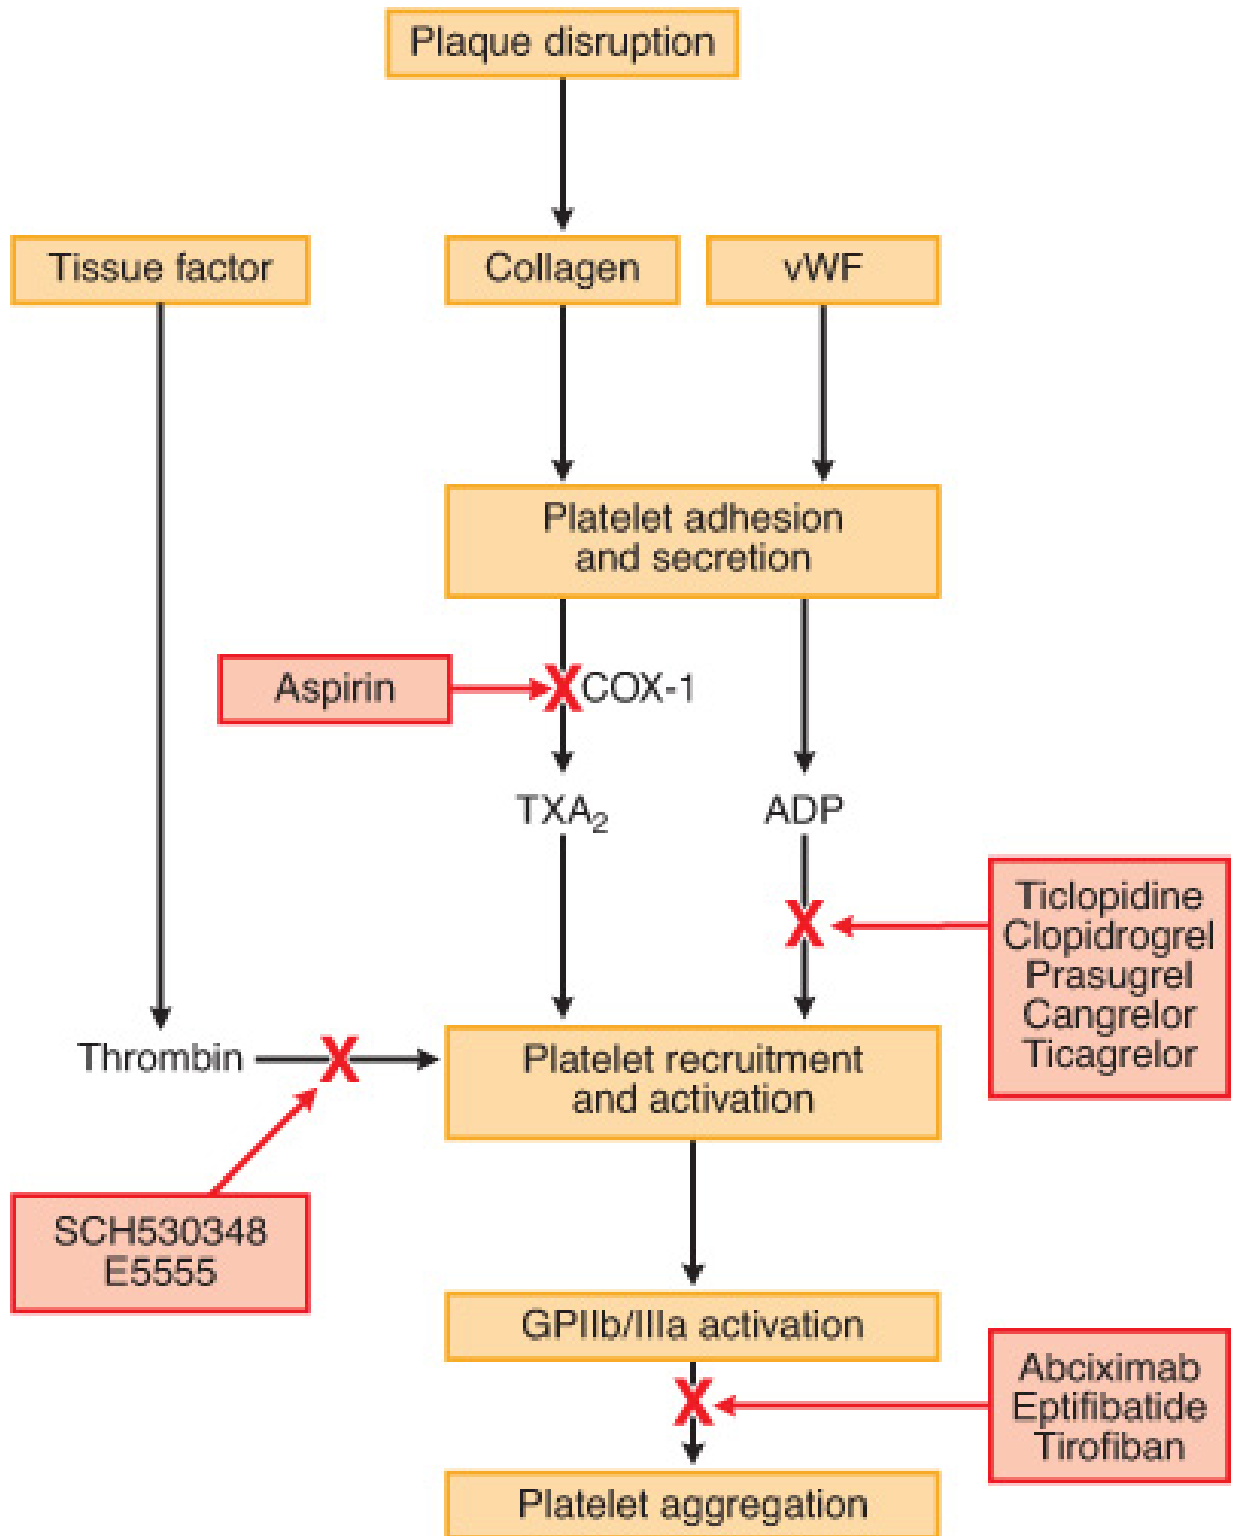 Plaque disruption
Tissue factor
Collagen
vWF
Platelet adhesion
and secretion
Aspirin
COX-1
TXA₂
ADP
Ticlopidine
Clopidrogrel
Prasugrel
Cangrelor
Ticagrelor
Thrombin
Platelet recruitment
and activation
SCH530348
E5555
GPIIb/IIIa activation
Abciximab
Eptifibatide
Tirofiban
Platelet aggregation